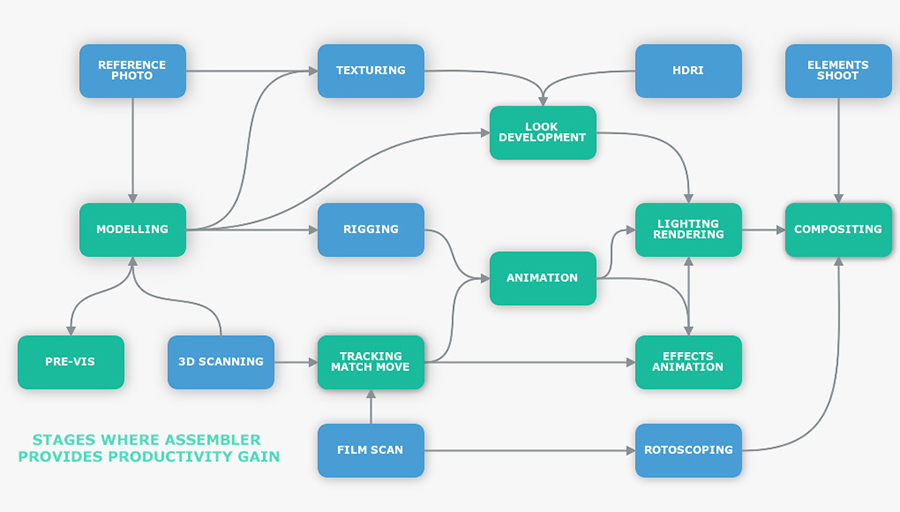 REFERENCE
PHOTO
TEXTURING
HDRI
ELEMENTS
SHOOT
LOOK
DEVELOPMENT
MODELLING
RIGGING
LIGHTING
RENDERING
COMPOSITING
ANIMATION
PRE-VIS
3D SCANNING
TRACKING
MATCH MOVE
EFFECTS
ANIMATION
STAGES WHERE ASSEMBLER
PROVIDES PRODUCTIVITY GAIN
FILM SCAN
ROTOSCOPING